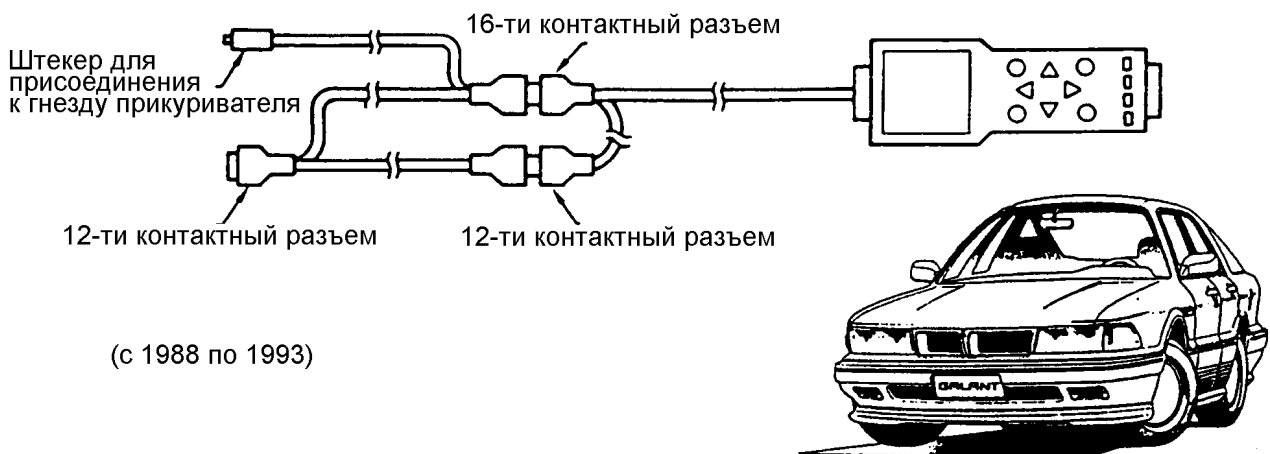 16-ти контактный разъем
Штекер для
присоединения
к гнезду прикуривателя
12-ти контактный разъем
12-ти контактный разъем
(с 1988 по 1993)
GALANT